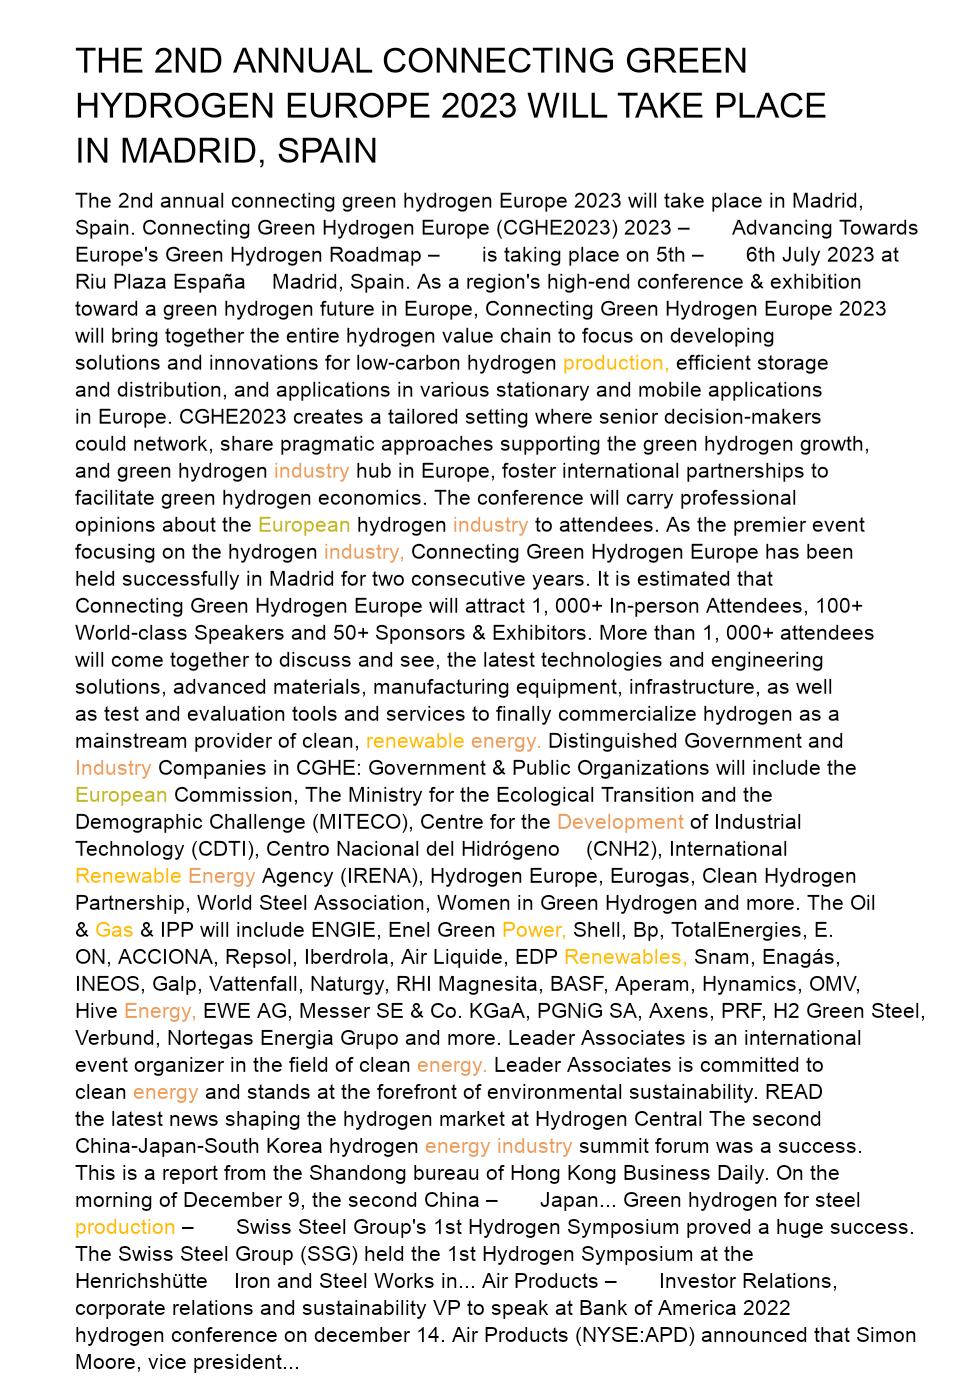 THE 2ND ANNUAL CONNECTING GREEN
HYDROGEN EUROPE 2023 WILL TAKE PLACE
IN MADRID, SPAIN
The 2nd annual connecting green hydrogen Europe 2023 will take place in Madrid,
Spain. Connecting Green Hydrogen Europe (CGHE2023) 2023 – Advancing Towards
Europe's Green Hydrogen Roadmap – is taking place on 5th – 6th July 2023 at
Riu Plaza España Madrid, Spain. As a region's high-end conference & exhibition
toward a green hydrogen future in Europe, Connecting Green Hydrogen Europe 2023
will bring together the entire hydrogen value chain to focus on developing
solutions and innovations for low-carbon hydrogen production, efficient storage
and distribution, and applications in various stationary and mobile applications
in Europe. CGHE2023 creates a tailored setting where senior decision-makers
could network, share pragmatic approaches supporting the green hydrogen growth,
and green hydrogen industry hub in Europe, foster international partnerships to
facilitate green hydrogen economics. The conference will carry professional
opinions about the European hydrogen industry to attendees. As the premier event
focusing on the hydrogen industry, Connecting Green Hydrogen Europe has been
held successfully in Madrid for two consecutive years. It is estimated that
Connecting Green Hydrogen Europe will attract 1, 000+ In-person Attendees, 100+
World-class Speakers and 50+ Sponsors & Exhibitors. More than 1, 000+ attendees
will come together to discuss and see, the latest technologies and engineering
solutions, advanced materials, manufacturing equipment, infrastructure, as well
as test and evaluation tools and services to finally commercialize hydrogen as a
mainstream provider of clean, renewable energy. Distinguished Government and
Industry Companies in CGHE: Government & Public Organizations will include the
European Commission, The Ministry for the Ecological Transition and the
Demographic Challenge (MITECO), Centre for the Development of Industrial
Technology (CDTI), Centro Nacional del Hidrógeno (CNH2), International
Renewable Energy Agency (IRENA), Hydrogen Europe, Eurogas, Clean Hydrogen
Partnership, World Steel Association, Women in Green Hydrogen and more. The Oil
& Gas & IPP will include ENGIE, Enel Green Power, Shell, Bp, TotalEnergies, E.
ON, ACCIONA, Repsol, Iberdrola, Air Liquide, EDP Renewables, Snam, Enagás,
INEOS, Galp, Vattenfall, Naturgy, RHI Magnesita, BASF, Aperam, Hynamics, OMV,
Hive Energy, EWE AG, Messer SE & Co. KGaA, PGNiG SA, Axens, PRF, H2 Green Steel,
Verbund, Nortegas Energia Grupo and more. Leader Associates is an international
event organizer in the field of clean energy. Leader Associates is committed to
clean energy and stands at the forefront of environmental sustainability. READ
the latest news shaping the hydrogen market at Hydrogen Central The second
China-Japan-South Korea hydrogen energy industry summit forum was a success.
This is a report from the Shandong bureau of Hong Kong Business Daily. On the
morning of December 9, the second China – Japan... Green hydrogen for steel
production – Swiss Steel Group's 1st Hydrogen Symposium proved a huge success.
The Swiss Steel Group (SSG) held the 1st Hydrogen Symposium at the
Henrichshütte Iron and Steel Works in... Air Products – Investor Relations,
corporate relations and sustainability VP to speak at Bank of America 2022
hydrogen conference on december 14. Air Products (NYSE:APD) announced that Simon
Moore, vice president...